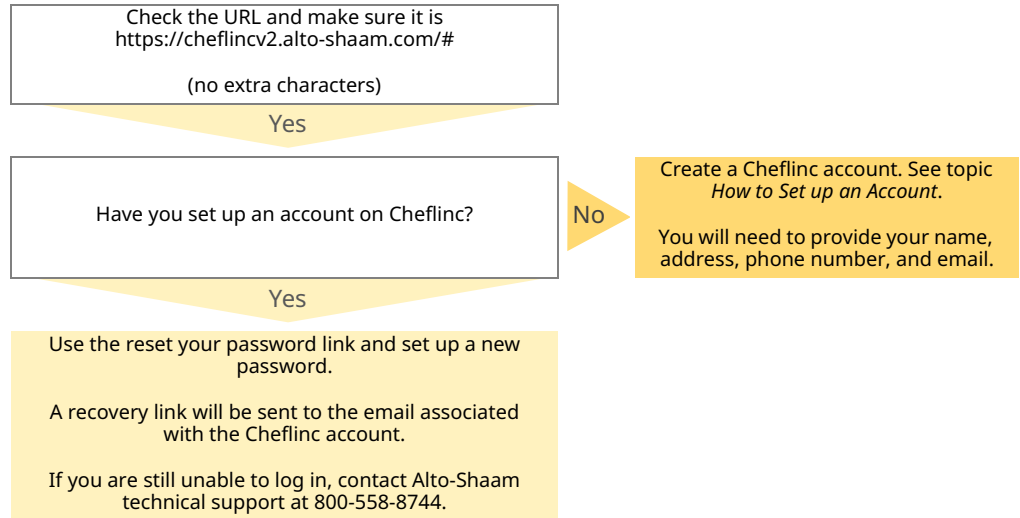 Check the URL and make sure it is
https://cheflincv2.alto-shaam.com/#
(no extra characters)
Yes
Have you set up an account on Cheflinc?
No
Create a Cheflinc account. See topic
How to Set up an Account.
You will need to provide your name,
address, phone number, and email.
Yes
Use the reset your password link and set up a new
password.
A recovery link will be sent to the email associated
with the Cheflinc account.
If you are still unable to log in, contact Alto-Shaam
technical support at 800-558-8744.